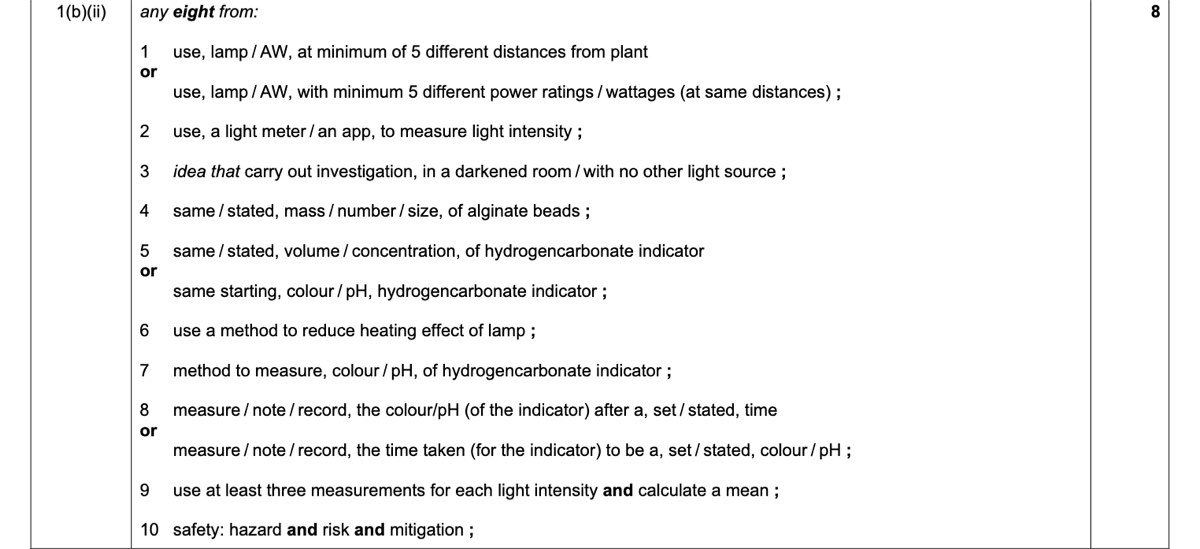 1(b)(ii) any eight from: 8
1 use, lamp / AW, at minimum of 5 different distances from plant
or
use, lamp / AW, with minimum 5 different power ratings / wattages (at same distances) ;
2 use, a light meter / an app, to measure light intensity ;
3 idea that carry out investigation, in a darkened room / with no other light source ;
4 same / stated, mass / number / size, of alginate beads ;
5 same / stated, volume / concentration, of hydrogencarbonate indicator
or
same starting, colour / pH, hydrogencarbonate indicator ;
6 use a method to reduce heating effect of lamp ;
7 method to measure, colour / pH, of hydrogencarbonate indicator ;
8 measure / note / record, the colour/pH (of the indicator) after a, set / stated, time
or
measure / note / record, the time taken (for the indicator) to be a, set / stated, colour / pH ;
9 use at least three measurements for each light intensity and calculate a mean ;
10 safety: hazard and risk and mitigation ;